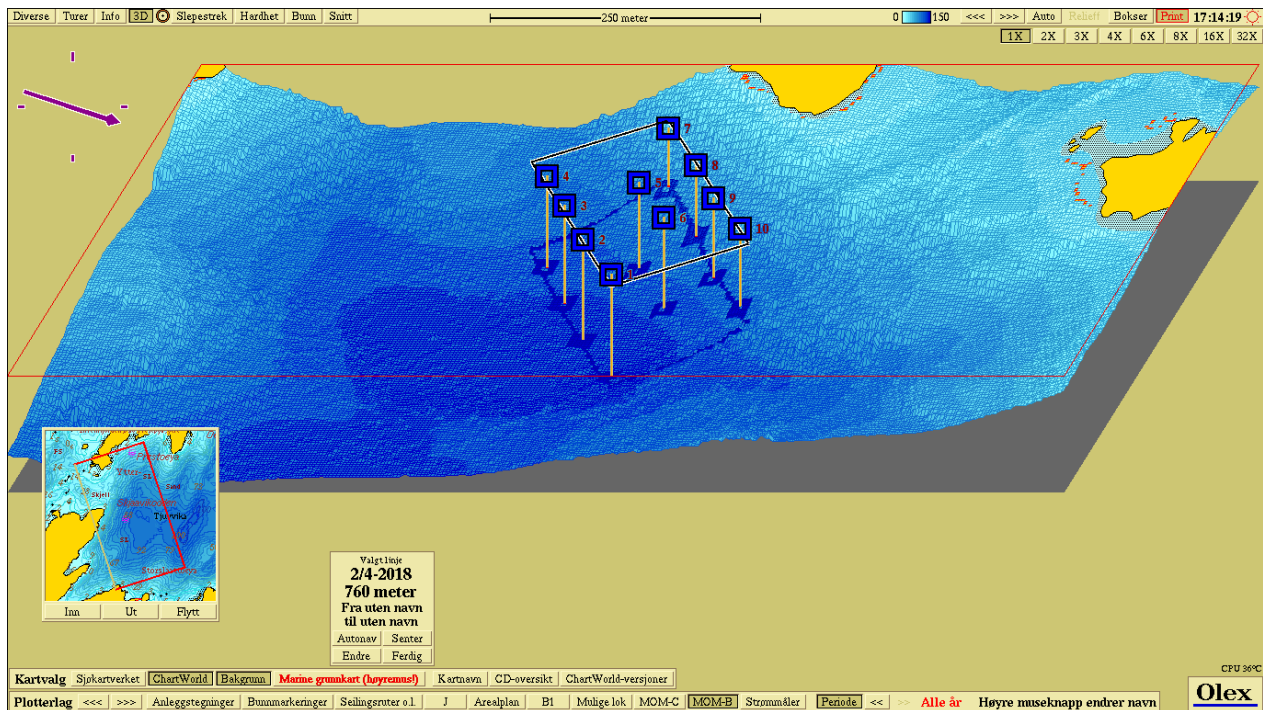 Diverse Turer Info 3D Slepestrek Hardhet Bunn Snitt 250 meter 0 150 <<< >>> Auto Relieff Bokser Print 17:14:19
1X 2X 3X 4X 6X 8X 16X 32X
7
8
4
5
9
3
6
10
2
1
Ytter-
Skjell
Sund
Tjuvvika
Inn Ut Flytt
Valgt linje
2/4-2018
760 meter
Fra uten navn
til uten navn
Autonav Senter
Endre Ferdig
CPU 36°C
Kartvalg Sjøkartverket ChartWorld Bakgrunn Marine grunnkart (høyremus!) Kartnavn CD-oversikt ChartWorld-versjoner
Olex
Plotterlag <<< >>> Anleggstegninger Bunnmarkeringer Seilingsruter o.l. J Arealplan B1 Mulige lok MOM-C MOM-B Strømmåler Periode << >> Alle år Høyre museknapp endrer navn